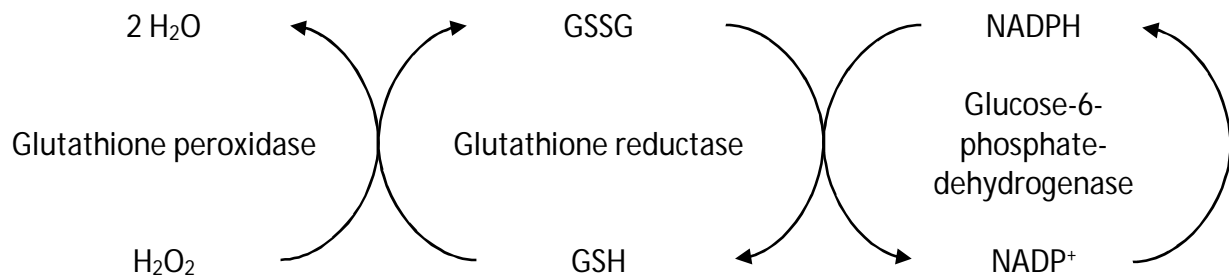 2 H₂O GSSG NADPH
Glutathione peroxidase Glutathione reductase Glucose-6-
phosphate-
dehydrogenase
H₂O₂ GSH NADP⁺